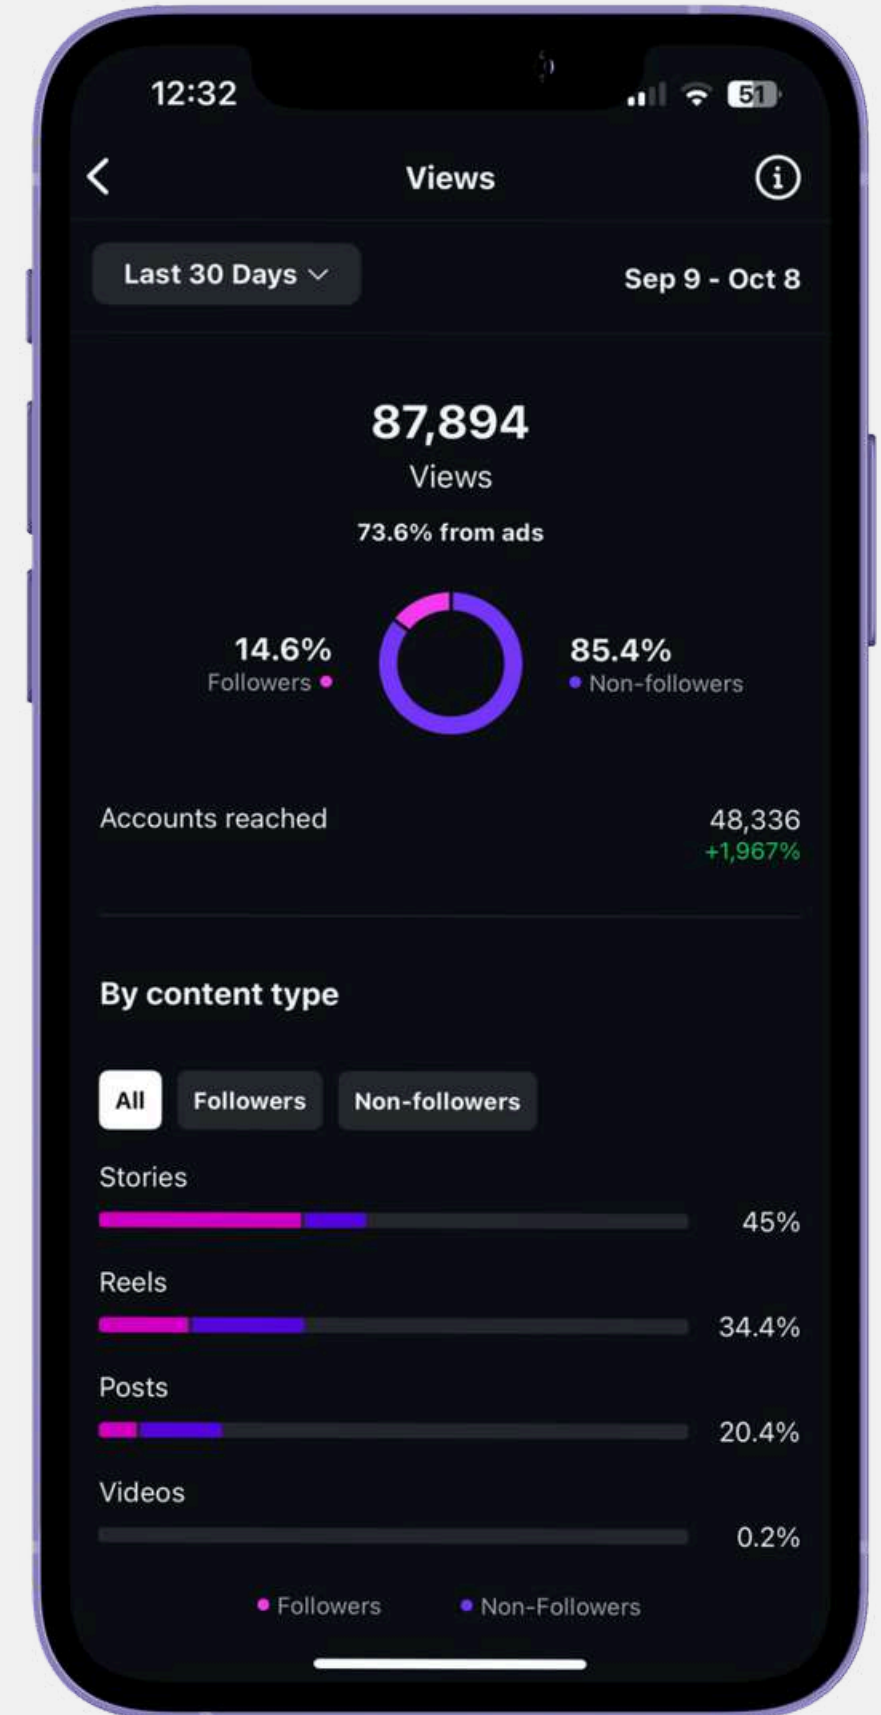 12:32
51
Views
Last 30 Days
Sep 9 - Oct 8
87,894
Views
73.6% from ads
14.6%
Followers
85.4%
Non-followers
Accounts reached
48,336
+1,967%
By content type
All Followers Non-followers
Stories
45%
Reels
34.4%
Posts
20.4%
Videos
0.2%
Followers Non-Followers